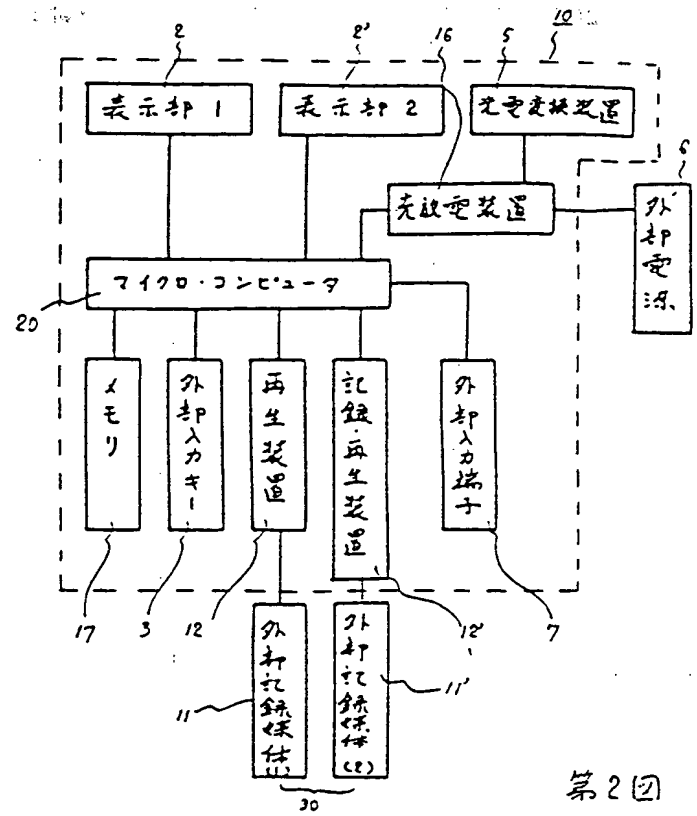 2
2'
16
5
10
表示部1
表示部2
光電変換装置
6
充放電装置
外部電源
マイクロ・コンピュータ
20
メモリ
外部入力キー
再生装置
記録・再生装置
外部入力端子
17
3
12
12'
7
外部記録媒体(1)
外部記録媒体(2)
11
11'
30
第2図